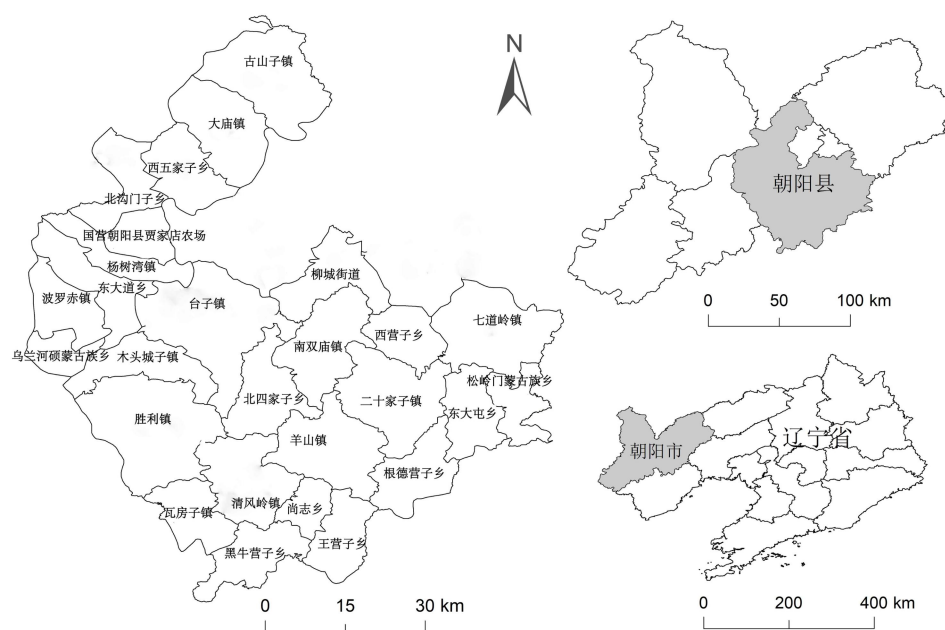 N
古山子镇
大庙镇
西五家子乡
北沟门子乡
国营朝阳县贾家店农场
杨树湾镇
东大道乡
波罗赤镇
台子镇
柳城街道
七道岭镇
西营子乡
南双庙镇
乌兰河硕蒙古族乡
木头城子镇
松岭门蒙古族乡
北四家子乡
二十家子镇
东大屯乡
胜利镇
羊山镇
根德营子乡
瓦房子镇
清风岭镇
尚志乡
王营子乡
黑牛营子乡
0 15 30 km
朝阳县
0 50 100 km
朝阳市
辽宁省
0 200 400 km